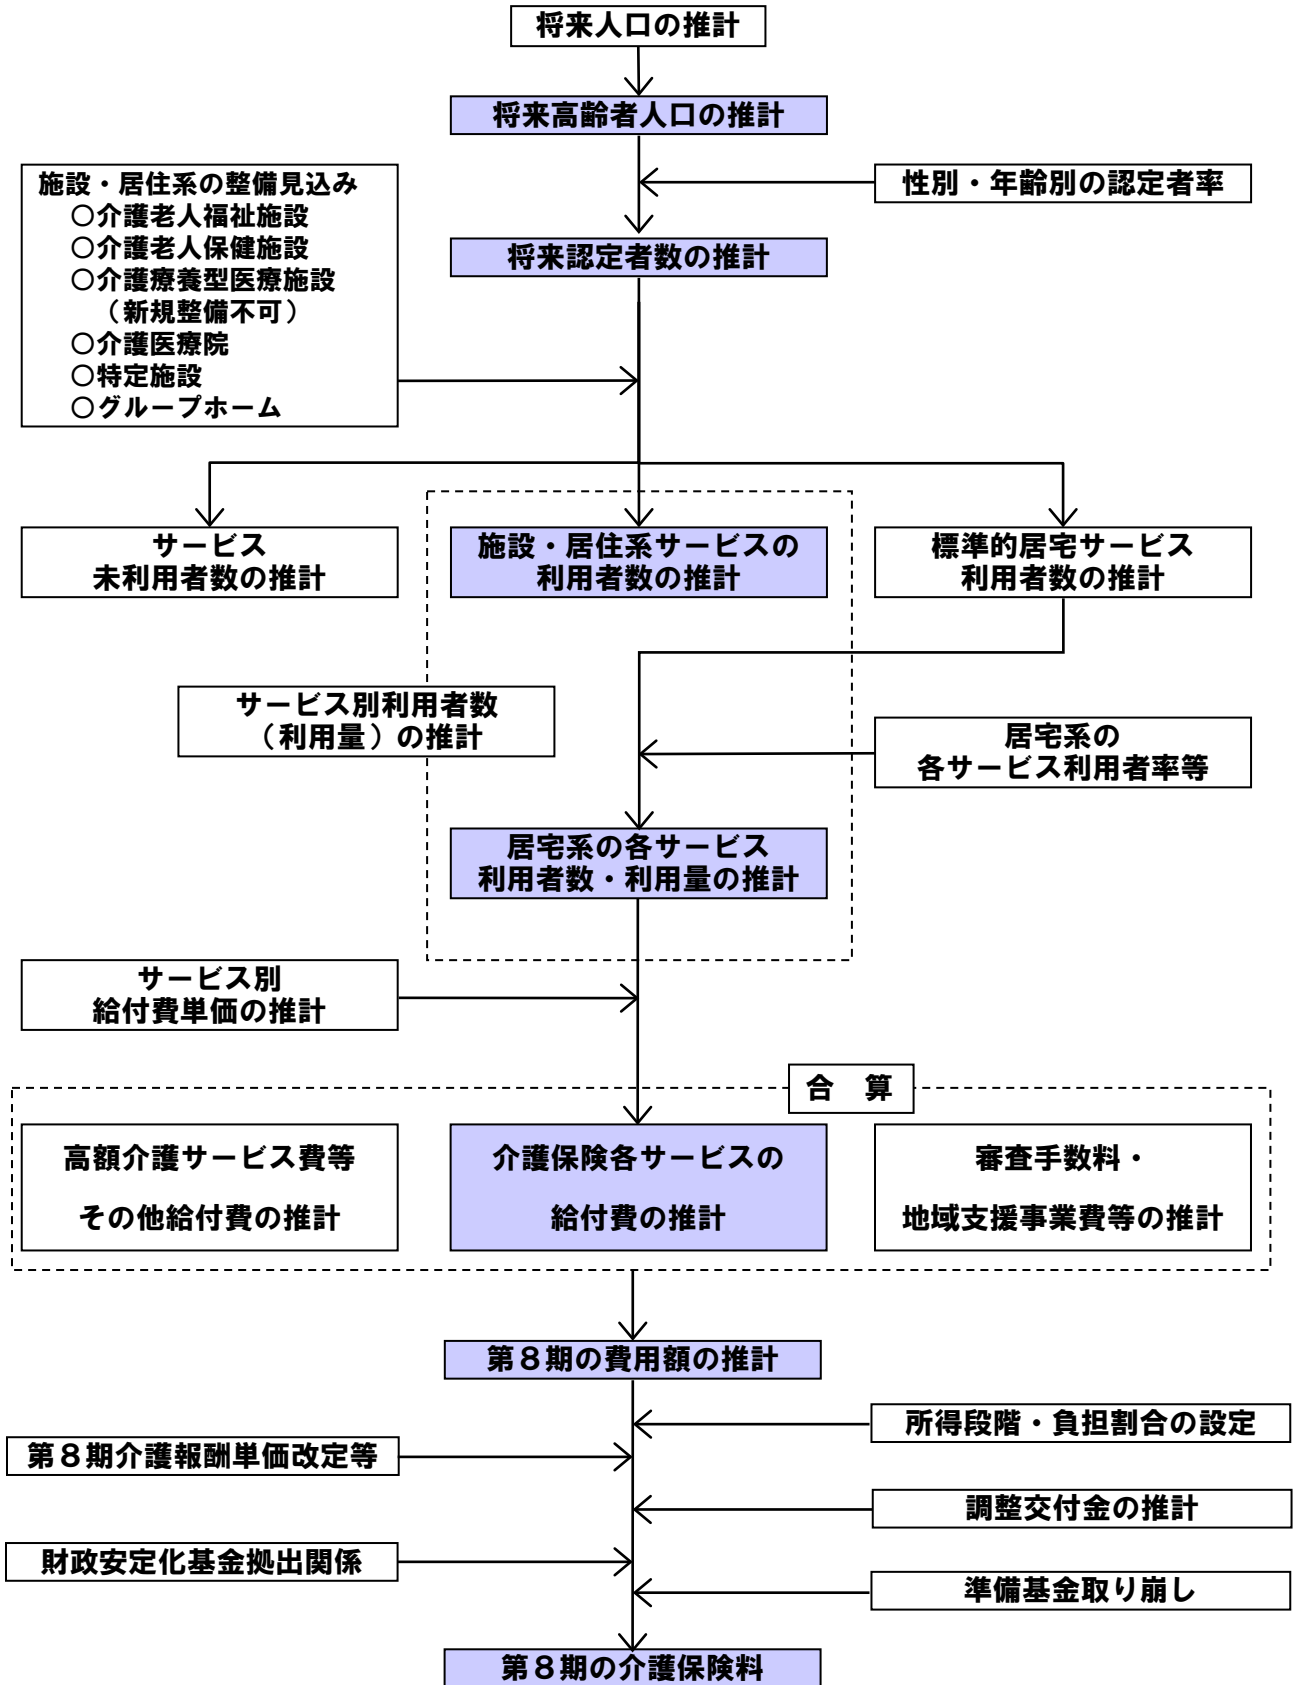 将来人口の推計
将来高齢者人口の推計
性別・年齢別の認定者率
施設・居住系の整備見込み
○介護老人福祉施設
○介護老人保健施設
○介護療養型医療施設
（新規整備不可）
○介護医療院
○特定施設
○グループホーム
将来認定者数の推計
サービス
未利用者数の推計
施設・居住系サービスの
利用者数の推計
標準的居宅サービス
利用者数の推計
サービス別利用者数
（利用量）の推計
居宅系の
各サービス利用者率等
居宅系の各サービス
利用者数・利用量の推計
サービス別
給付費単価の推計
合　算
高額介護サービス費等
その他給付費の推計
介護保険各サービスの
給付費の推計
審査手数料・
地域支援事業費等の推計
第８期の費用額の推計
所得段階・負担割合の設定
第８期介護報酬単価改定等
調整交付金の推計
財政安定化基金拠出関係
準備基金取り崩し
第８期の介護保険料